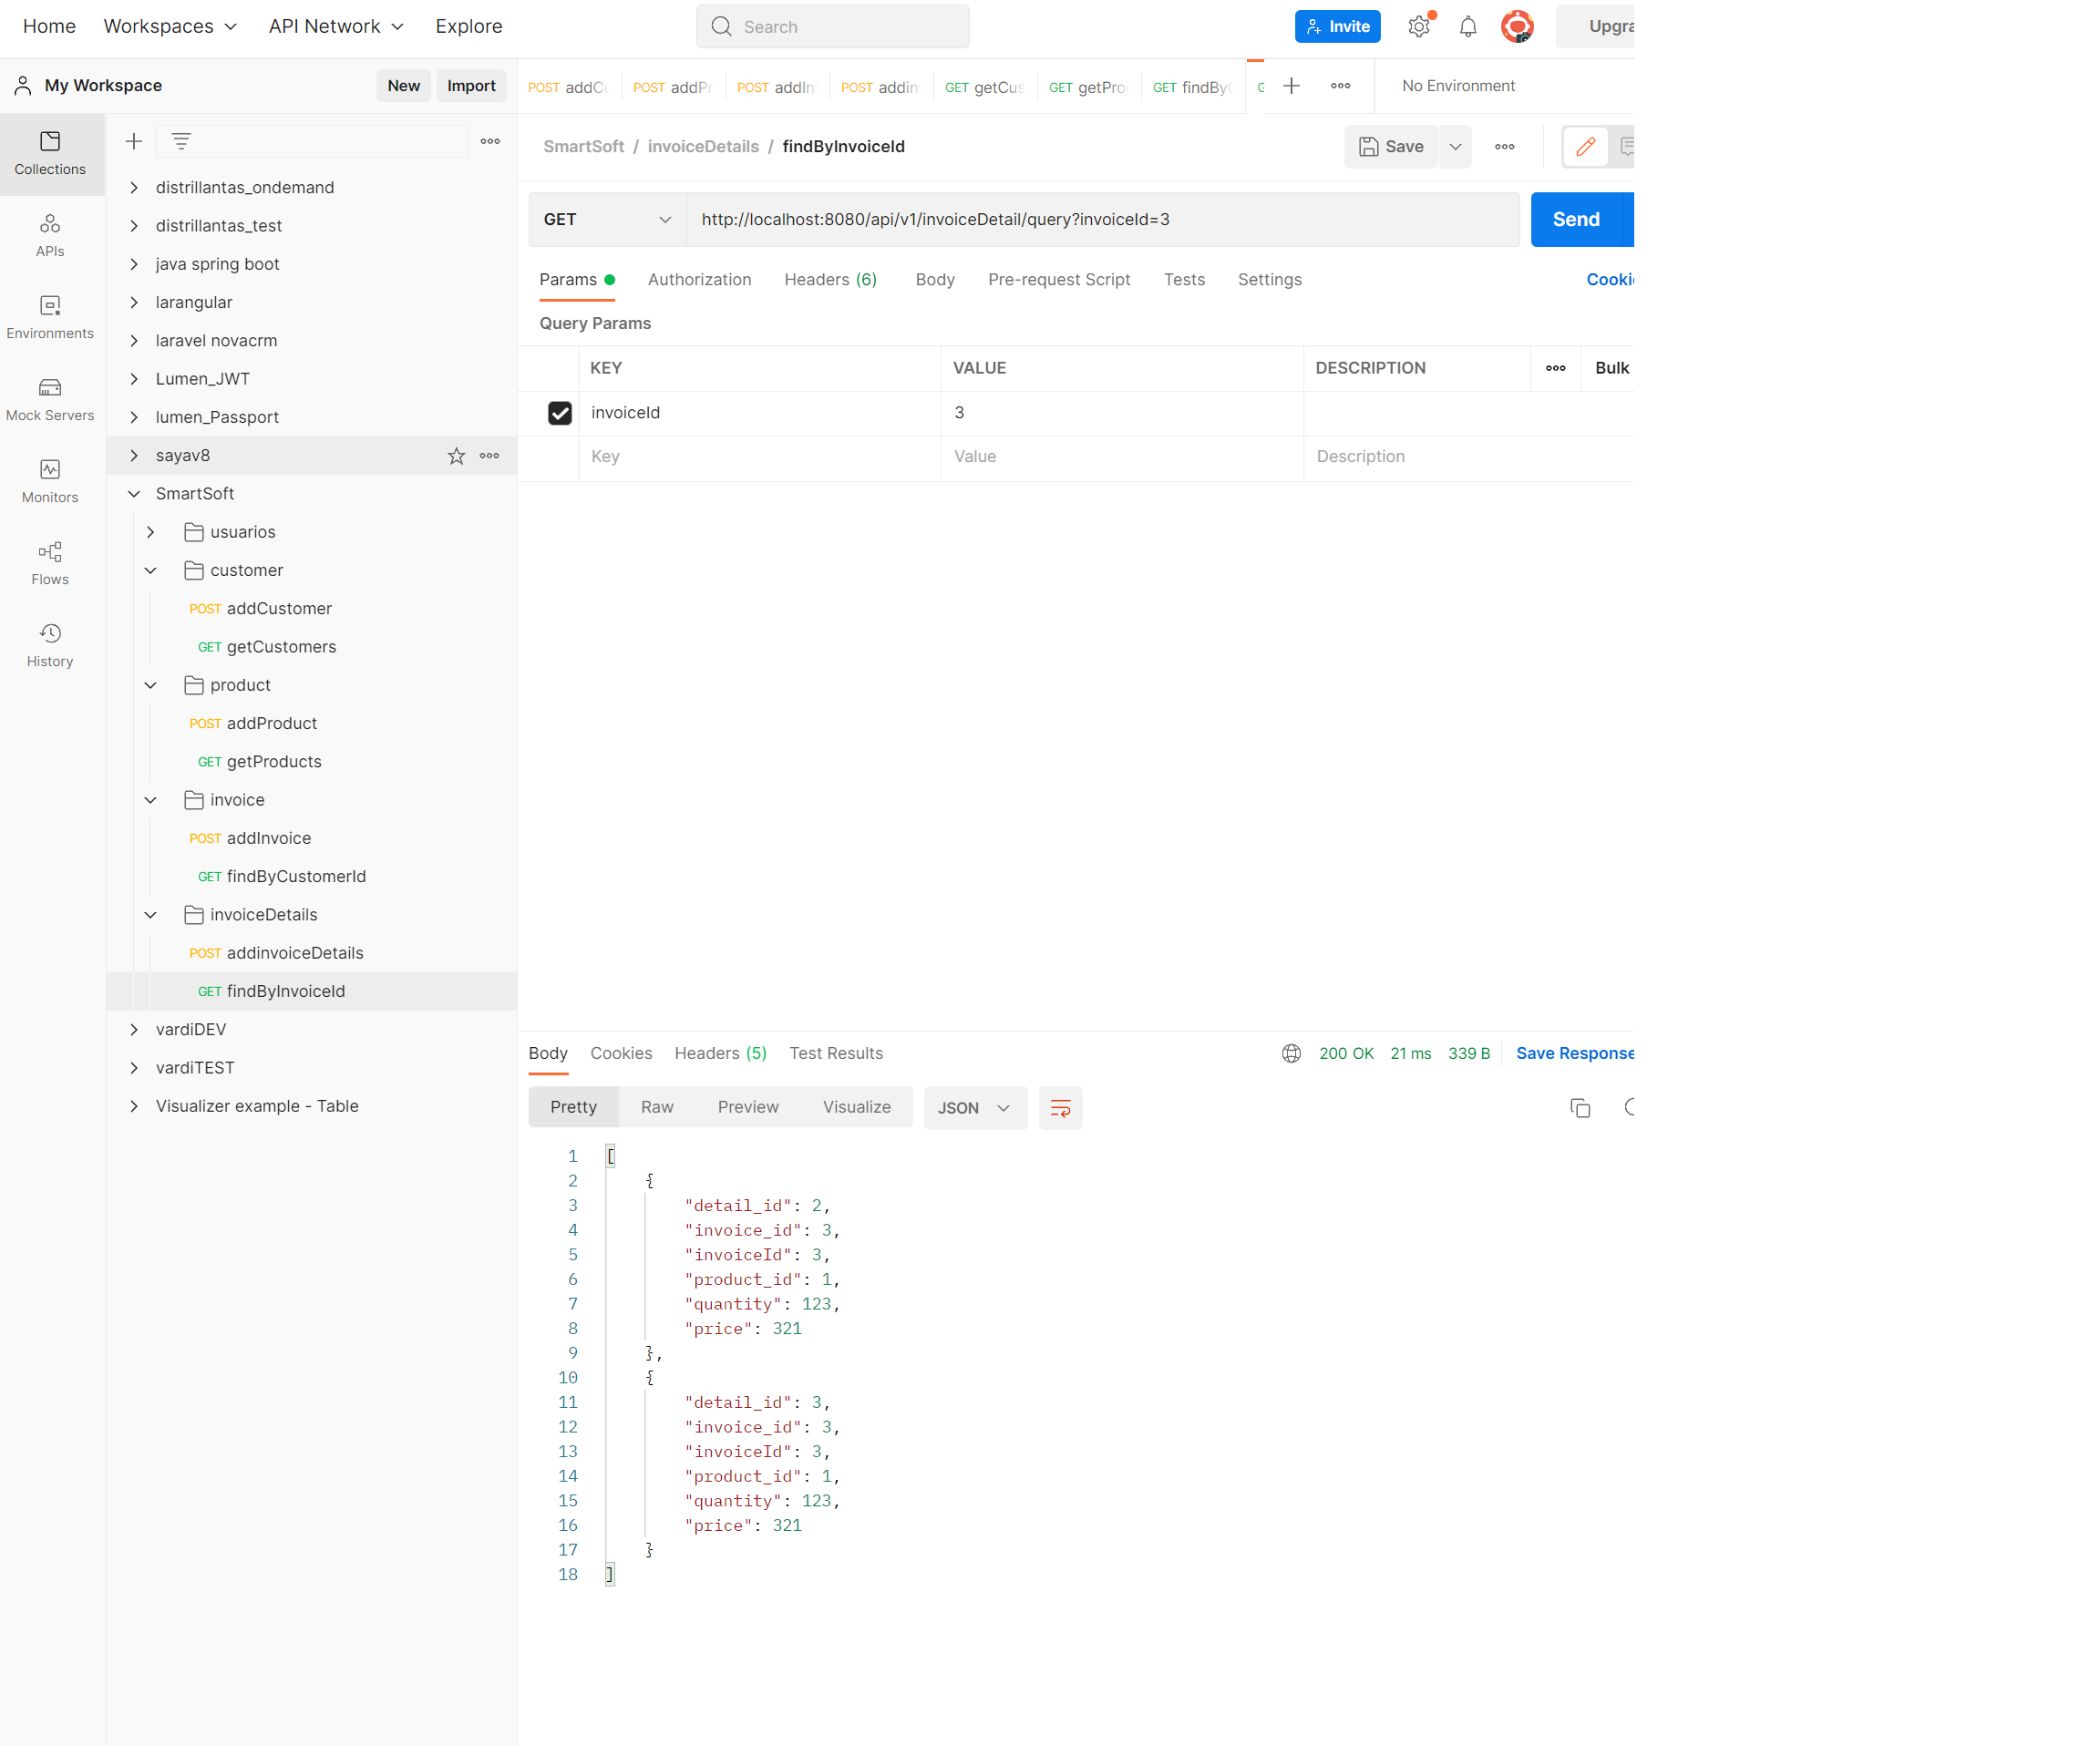 Home Workspaces API Network Explore Search Invite Upgra
My Workspace New Import
POST addCu POST addPr POST addIn POST addin GET getCus GET getPro GET findBy G No Environment
Collections
APIs
Environments
Mock Servers
Monitors
Flows
History
distrillantas_ondemand
distrillantas_test
java spring boot
larangular
laravel novacrm
Lumen_JWT
lumen_Passport
sayav8
SmartSoft
usuarios
customer
POST addCustomer
GET getCustomers
product
POST addProduct
GET getProducts
invoice
POST addInvoice
GET findByCustomerId
invoiceDetails
POST addinvoiceDetails
GET findByInvoiceId
vardiDEV
vardiTEST
Visualizer example - Table
SmartSoft / invoiceDetails / findByInvoiceId Save
GET http://localhost:8080/api/v1/invoiceDetail/query?invoiceId=3 Send
Params Authorization Headers (6) Body Pre-request Script Tests Settings Cooki
Query Params
KEY VALUE DESCRIPTION Bulk
invoiceId 3
Key Value Description
Body Cookies Headers (5) Test Results 200 OK 21 ms 339 B Save Response
Pretty Raw Preview Visualize JSON
1 [
2 {
3 "detail_id": 2,
4 "invoice_id": 3,
5 "invoiceId": 3,
6 "product_id": 1,
7 "quantity": 123,
8 "price": 321
9 },
10 {
11 "detail_id": 3,
12 "invoice_id": 3,
13 "invoiceId": 3,
14 "product_id": 1,
15 "quantity": 123,
16 "price": 321
17 }
18 ]